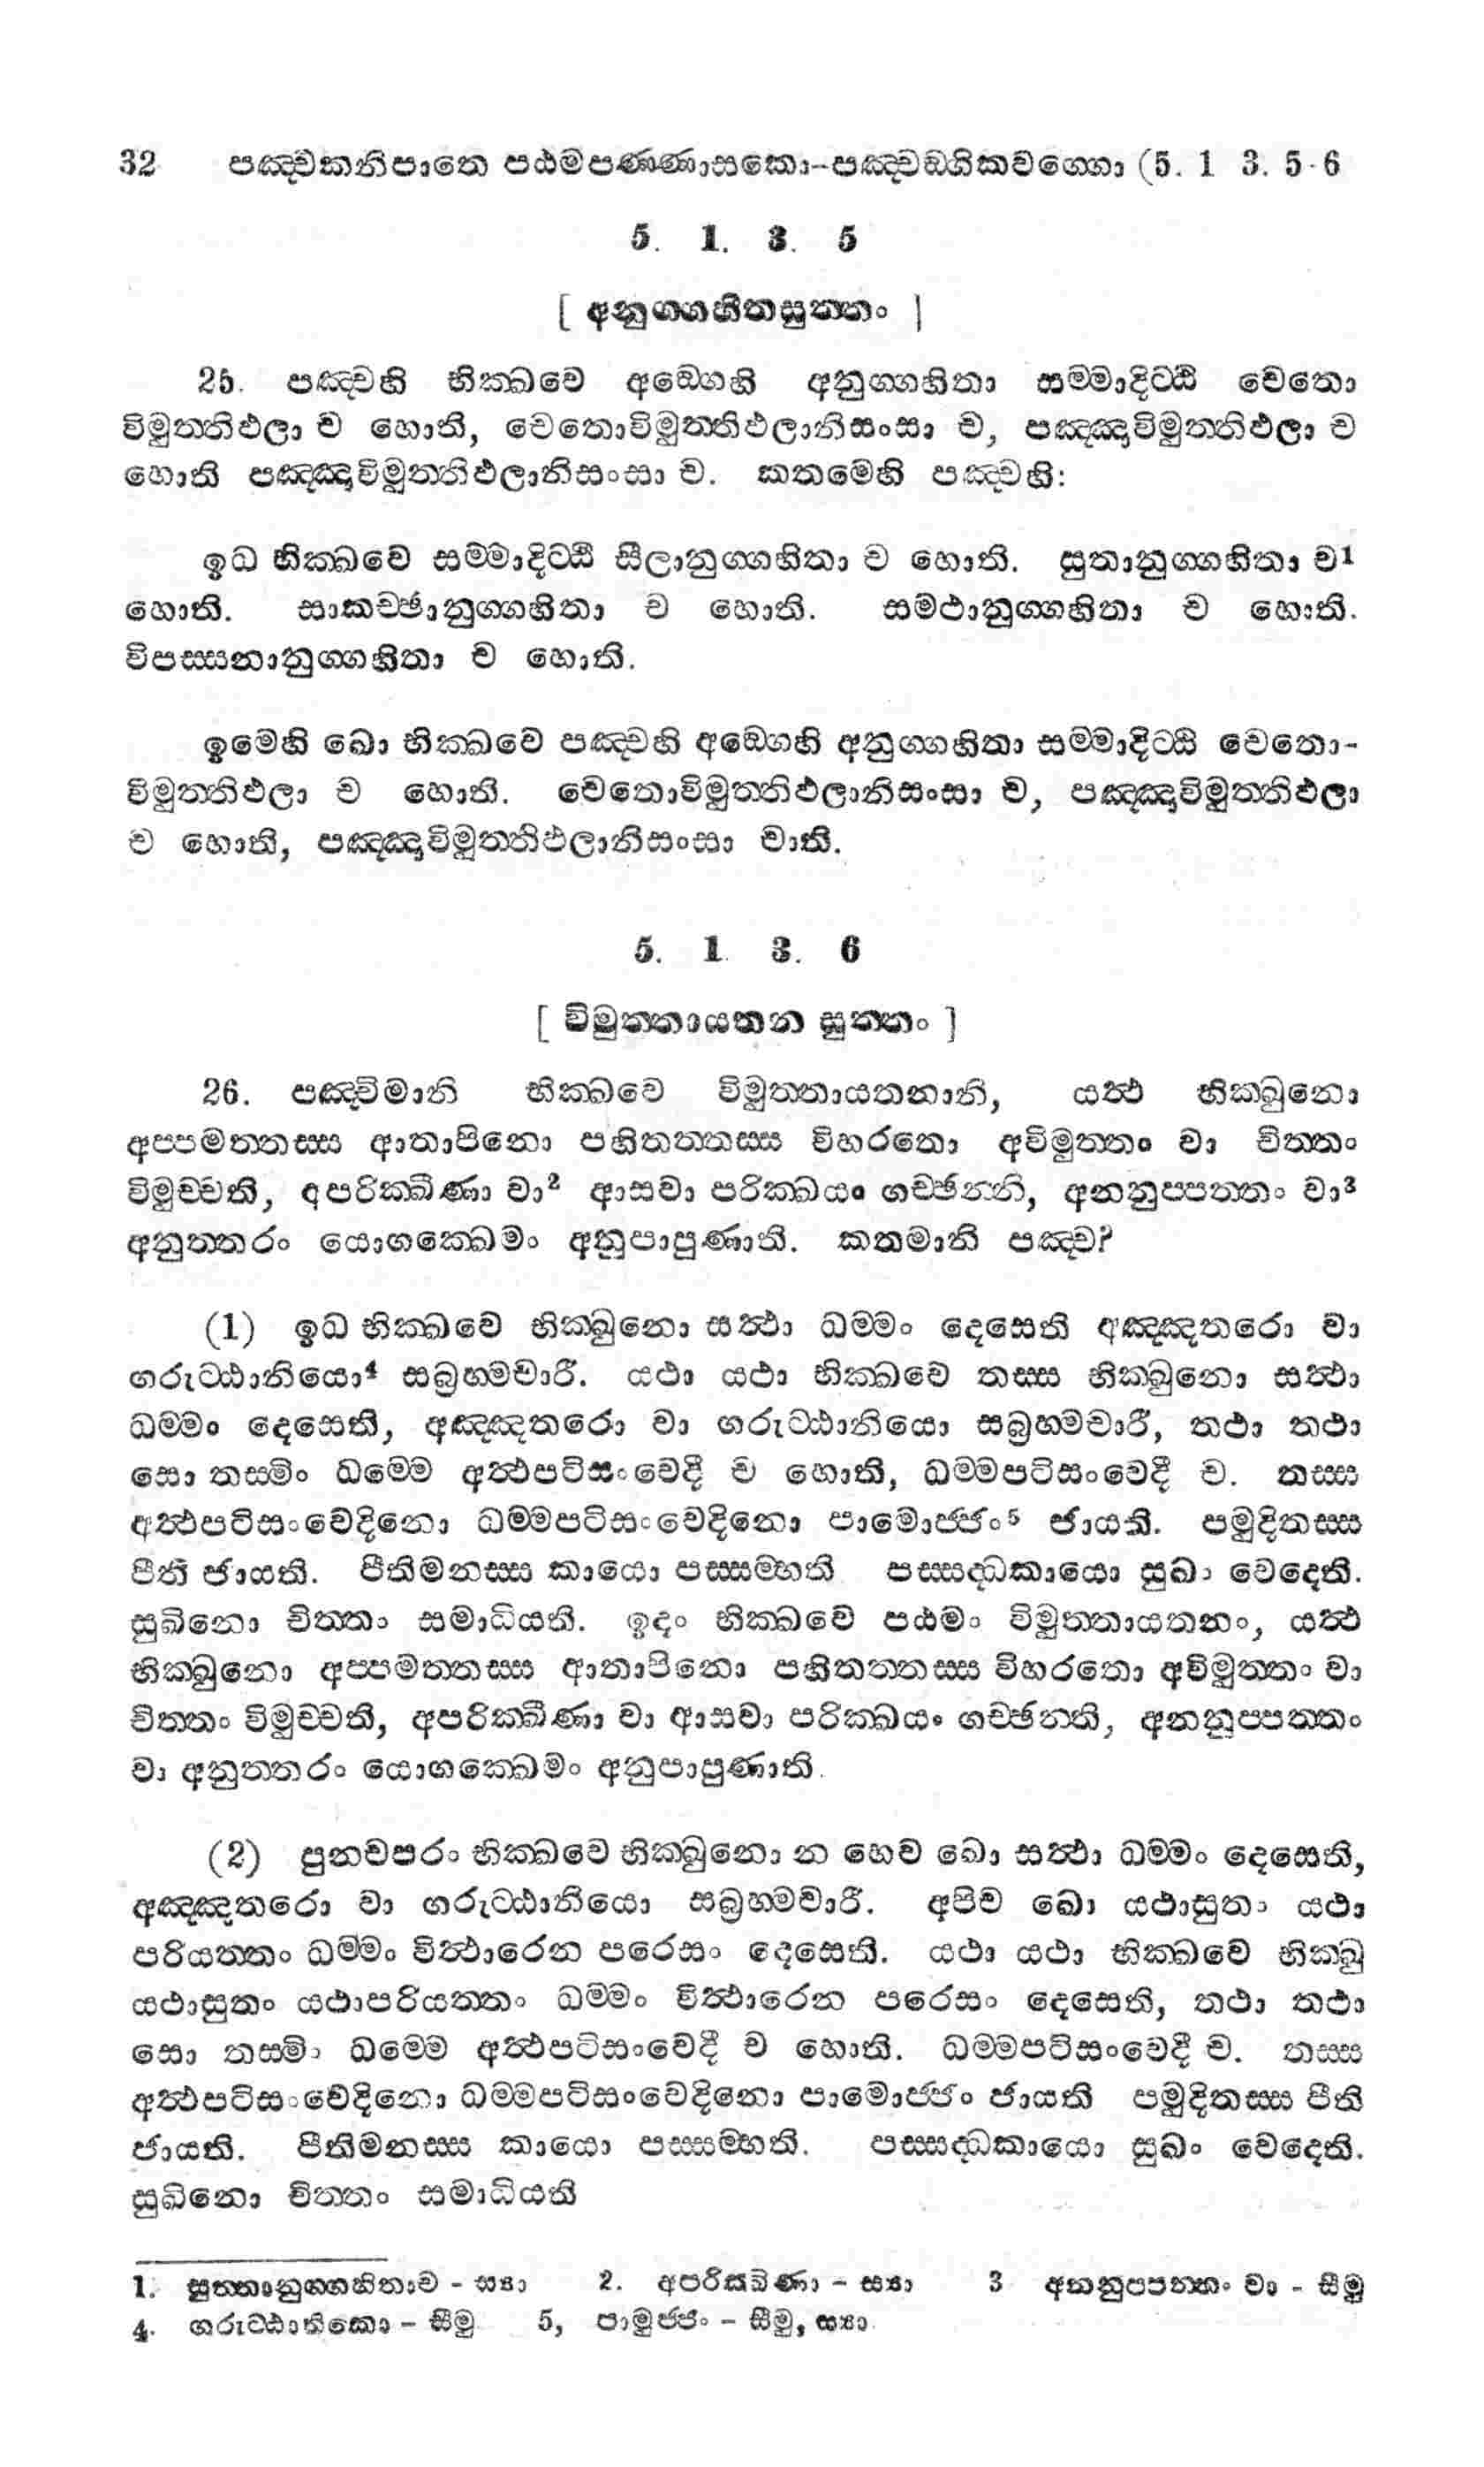 32 පඤ්චකනිපාතෙ පඨමපණ්ණාසකො-පඤ්චඞ්ගිකවග්ගො (5. 1 3. 5-6
5. 1. 3. 5
[ අනුග්ගහීතසුත්තං ]
25. පඤ්චහි භික්ඛවෙ අඞ්ගෙහි අනුග්ගහිතා සම්මාදිට්ඨි චෙතො
විමුත්තිඵලා ච හොති, චෙතොවිමුත්තිඵලානිසංසා ච, පඤ්ඤාවිමුත්තිඵලා ච
හොති පඤ්ඤාවිමුත්තිඵලානිසංසා ච. කතමෙහි පඤ්චහි:
ඉධ භික්ඛවෙ සම්මාදිට්ඨි සීලානුග්ගහිතා ච හොති. සුතානුග්ගහිතා ච1
හොති. සාකච්ඡානුග්ගහිතා ච හොති. සමථානුග්ගහිතා ච හොති.
විපස්සනානුග්ගහිතා ච හොති.
ඉමෙහි ඛො භික්ඛවෙ පඤ්චහි අඞ්ගෙහි අනුග්ගහිතා සම්මාදිට්ඨි චෙතො-
විමුත්තිඵලා ච හොති. චෙතොවිමුත්තිඵලානිසංසා ච, පඤ්ඤාවිමුත්තිඵලා
ච හොති, පඤ්ඤාවිමුත්තිඵලානිසංසා චාති.
5. 1 3. 6
[ විමුත්තායතන සුත්තං ]
26. පඤ්චිමානි භික්ඛවෙ විමුත්තායතනානි, යත්ථ භික්ඛුනො
අප්පමත්තස්ස ආතාපිනො පහිතත්තස්ස විහරතො අවිමුත්තං වා චිත්තං
විමුච්චති, අපරික්ඛීණා වා2 ආසවා පරික්ඛයං ගච්ඡන්ති, අනනුප්පත්තං වා3
අනුත්තරං යොගක්ඛෙමං අනුපාපුණාති. කතමානි පඤ්ච?
(1) ඉධ භික්ඛවෙ භික්ඛුනො සත්ථා ධම්මං දෙසෙති අඤ්ඤතරො වා
ගරුට්ඨානියො4 සබ්‍රහ්මචාරී. යථා යථා භික්ඛවෙ තස්ස භික්ඛුනො සත්ථා
ධම්මං දෙසෙති, අඤ්ඤතරො වා ගරුට්ඨානියො සබ්‍රහ්මචාරී, තථා තථා
සො තස්මිං ධම්මෙ අත්ථපටිසංවෙදී ච හොති, ධම්මපටිසංවෙදී ච. තස්ස
අත්ථපටිසංවෙදිනො ධම්මපටිසංවෙදිනො පාමොජ්ජං5 ජායති. පමුදිතස්ස
පීති ජායති. පීතිමනස්ස කායො පස්සම්භති පස්සද්ධකායො සුඛං වෙදෙති.
සුඛිනො චිත්තං සමාධියති. ඉදං භික්ඛවෙ පඨමං විමුත්තායතනං, යත්ථ
භික්ඛුනො අප්පමත්තස්ස ආතාපිනො පහිතත්තස්ස විහරතො අවිමුත්තං වා
චිත්තං විමුච්චති, අපරික්ඛීණා වා ආසවා පරික්ඛයං ගච්ඡන්ති, අනනුප්පත්තං
වා අනුත්තරං යොගක්ඛෙමං අනුපාපුණාති.
(2) පුනචපරං භික්ඛවෙ භික්ඛුනො න හෙව ඛො සත්ථා ධම්මං දෙසෙති,
අඤ්ඤතරො වා ගරුට්ඨානීයො සබ්‍රහ්මචාරී. අපිච ඛො යථාසුතං යථා
පරියත්තං ධම්මං විත්ථාරෙන පරෙසං දෙසෙති. යථා යථා භික්ඛවෙ භික්ඛු
යථාසුතං යථාපරියත්තං ධම්මං විත්ථාරෙන පරෙසං දෙසෙති, තථා තථා
සො තස්මිං ධම්මෙ අත්ථපටිසංවෙදී ච හොති. ධම්මපටිසංවෙදී ච. තස්ස
අත්ථපටිසංවෙදිනො ධම්මපටිසංවෙදිනො පාමොජ්ජං ජායති පමුදිතස්ස පීති
ජායති. පීතිමනස්ස කායො පස්සම්භති. පස්සද්ධකායො සුඛං වෙදෙති.
සුඛිනො චිත්තං සමාධියති
1. සුත්තානුග්ගහිතාච - ස්‍යා 2. අපරිඛ්ඛිණා - ස්‍යා 3 අනනුප්පත්තං වා - සීමු
4. ගරුට්ඨානිකො - සීමු 5, පාමුජ්ජං - සීමු, ස්‍යා.